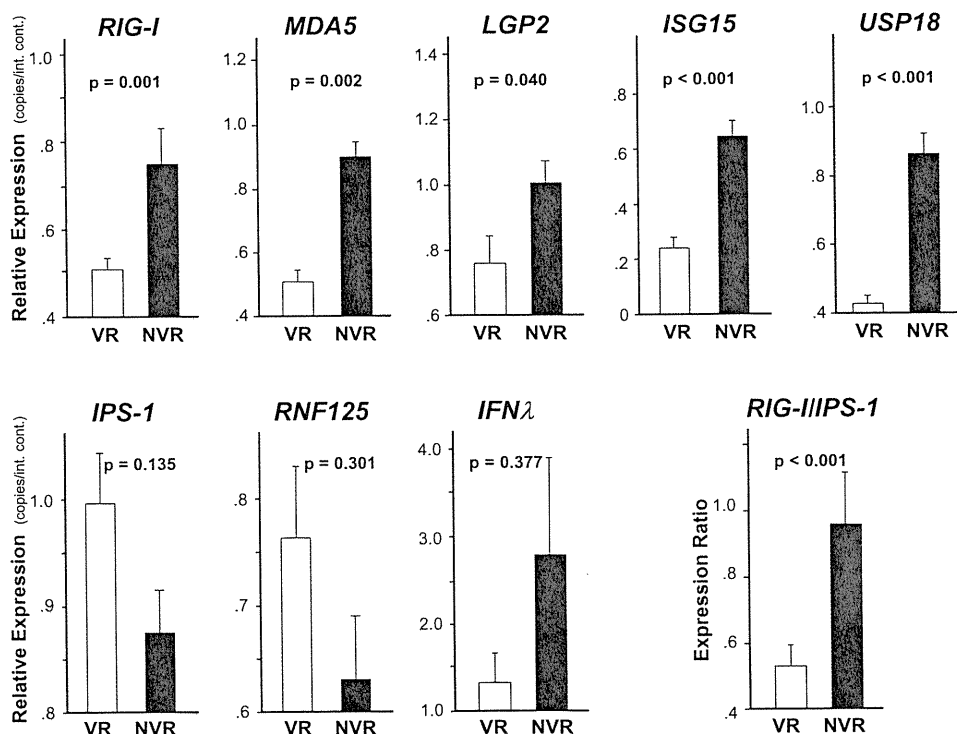 RIG-I
Relative Expression (copies/int. cont.)
1.0
.8
.6
.4
p = 0.001
VR NVR
MDA5
1.2
1.0
.8
.6
.4
p = 0.002
VR NVR
LGP2
1.4
1.2
1.0
.8
.6
p = 0.040
VR NVR
ISG15
.8
.6
.4
.2
0
p < 0.001
VR NVR
USP18
1.0
.8
.6
.4
p < 0.001
VR NVR
IPS-1
Relative Expression (copies/int. cont.)
1.0
.9
.8
p = 0.135
VR NVR
RNF125
.8
.7
.6
p = 0.301
VR NVR
IFNλ
4.0
3.0
2.0
1.0
p = 0.377
VR NVR
RIG-I/IPS-1
Expression Ratio
1.0
.8
.6
.4
p < 0.001
VR NVR